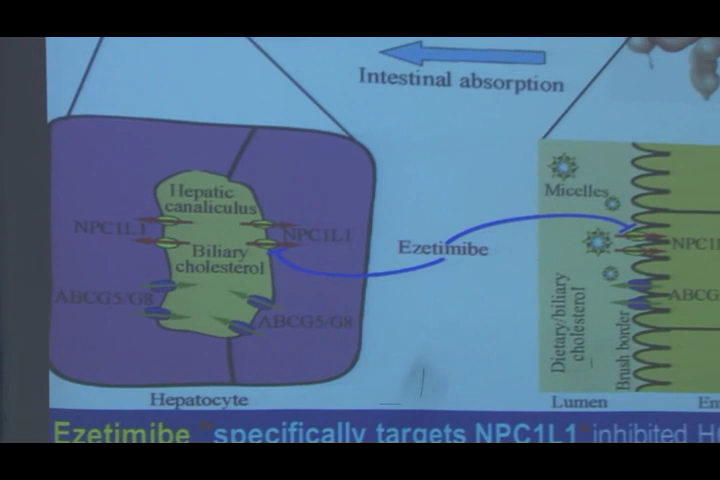 Intestinal absorption
Hepatic
canaliculus
Micelles
NPC1L1
NPC1L1
Biliary
cholesterol
Ezetimibe
ABCG5/G8
ABCG5/G8
Dietary/biliary
cholesterol
Brush border
Hepatocyte
Lumen
Ezetimibe specifically targets NPC1L1 inhibited